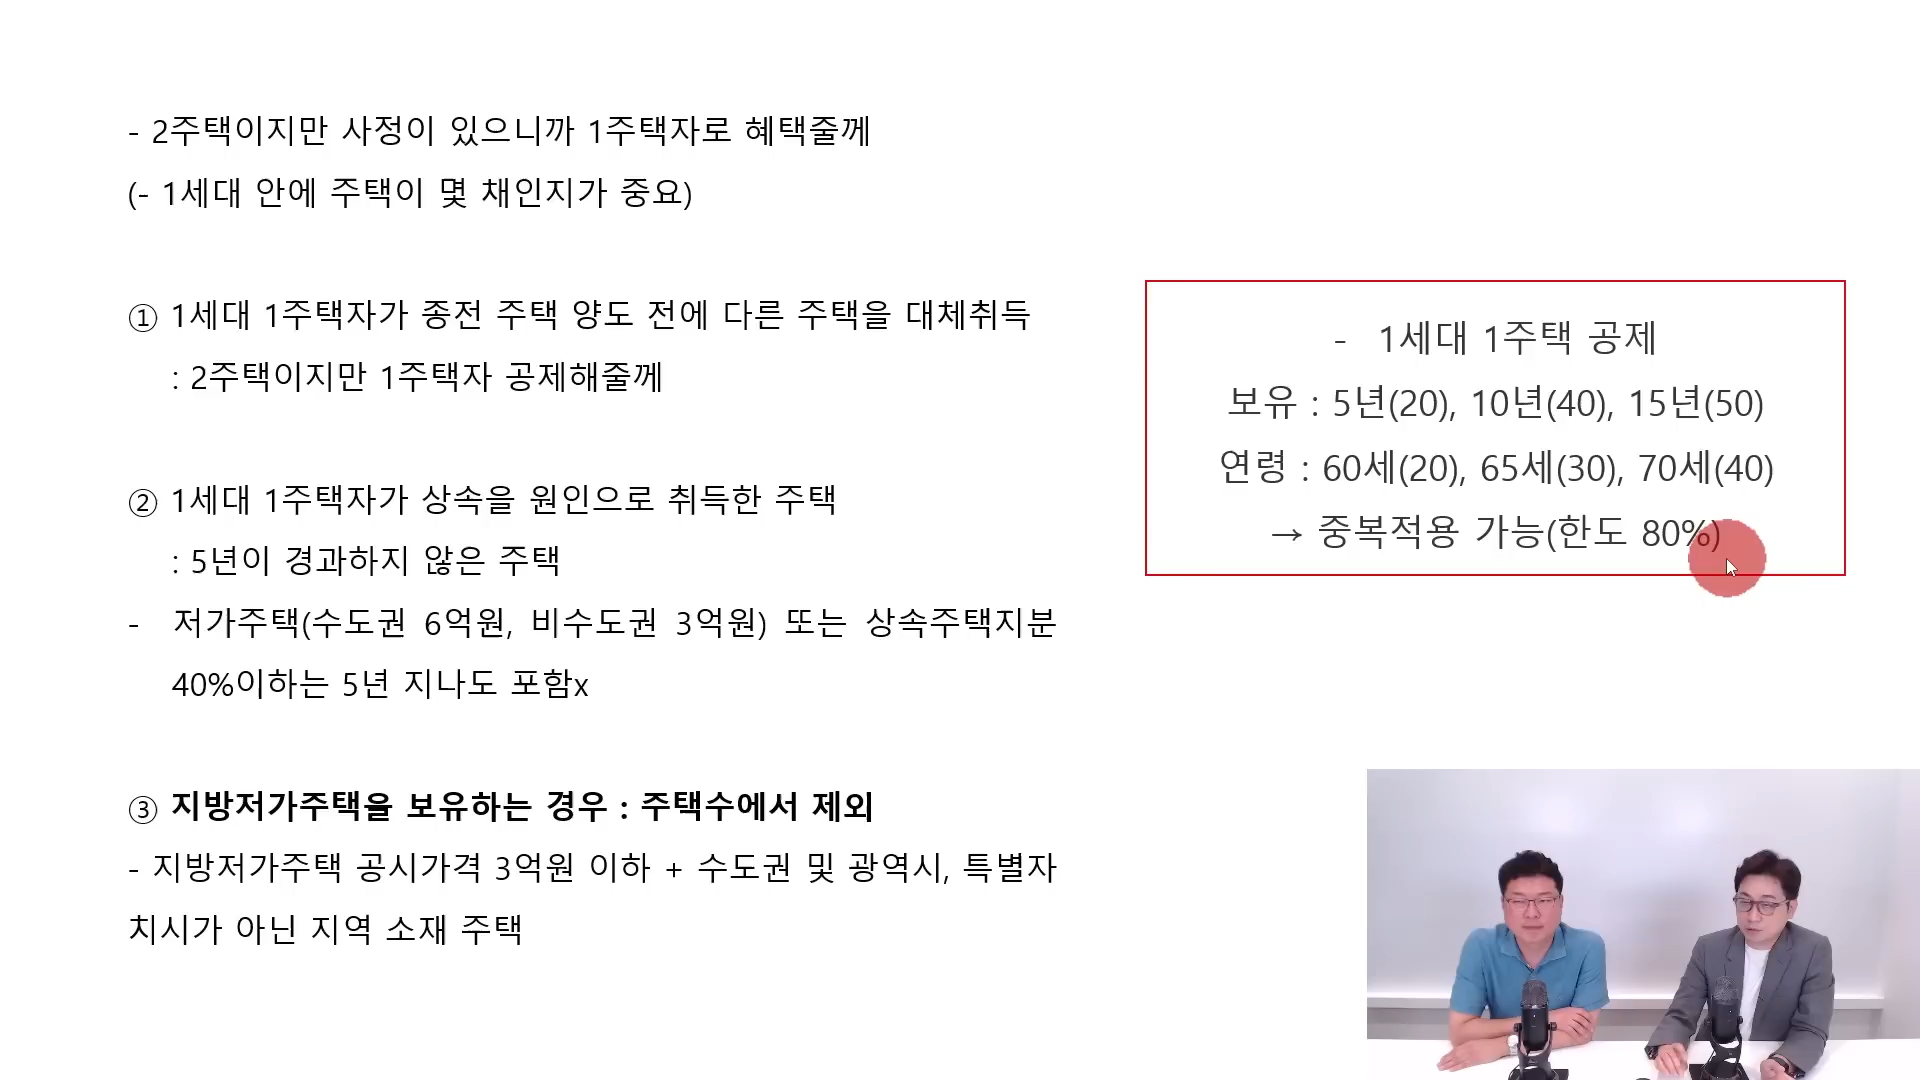 - 2주택이지만 사정이 있으니까 1주택자로 혜택줄께
(- 1세대 안에 주택이 몇 채인지가 중요)
① 1세대 1주택자가 종전 주택 양도 전에 다른 주택을 대체취득
: 2주택이지만 1주택자 공제해줄께
② 1세대 1주택자가 상속을 원인으로 취득한 주택
: 5년이 경과하지 않은 주택
- 저가주택(수도권 6억원, 비수도권 3억원) 또는 상속주택지분
40%이하는 5년 지나도 포함x
③ 지방저가주택을 보유하는 경우 : 주택수에서 제외
- 지방저가주택 공시가격 3억원 이하 + 수도권 및 광역시, 특별자
치시가 아닌 지역 소재 주택
- 1세대 1주택 공제
보유 : 5년(20), 10년(40), 15년(50)
연령 : 60세(20), 65세(30), 70세(40)
→ 중복적용 가능(한도 80%)